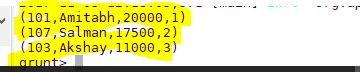 (101,Amitabh,20000,1)
(107,Salman,17500,2)
(103,Akshay,11000,3)
grunt>